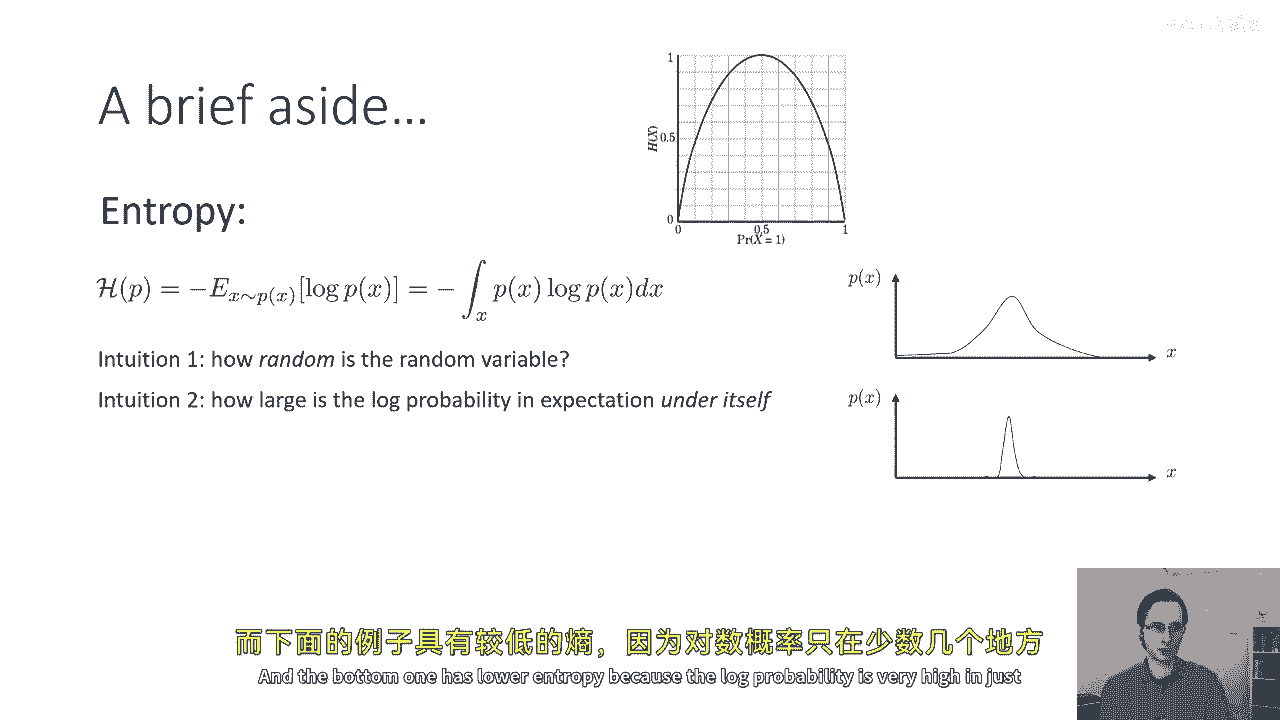 A brief aside...
1
H(X)
0.5
0
0
0.5
1
Pr(X = 1)
Entropy:
p(x)
x
$\mathcal{H}(p) = -E_{x \sim p(x)}[\log p(x)] = -\int_x p(x) \log p(x) dx$
Intuition 1: how random is the random variable?
Intuition 2: how large is the log probability in expectation under itself
p(x)
x
而下面的例子具有较低的熵，因为对数概率只在少数几个地方
And the bottom one has lower entropy because the log probability is very high in just